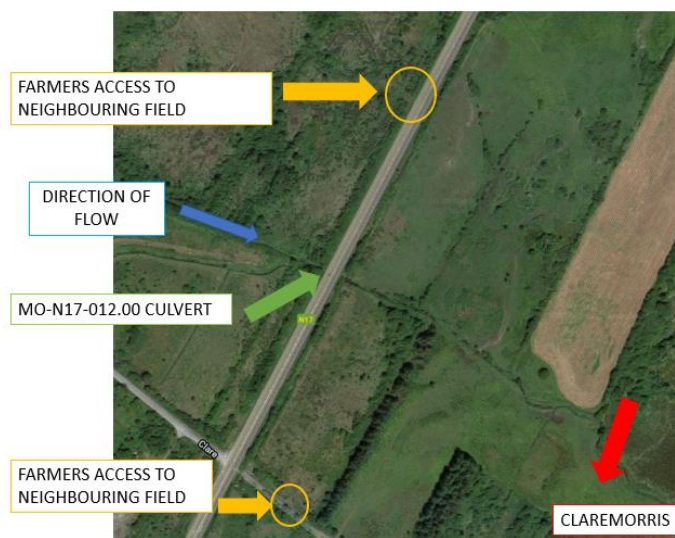 FARMERS ACCESS TO
NEIGHBOURING FIELD
DIRECTION OF
FLOW
MO-N17-012.00 CULVERT
N17
Clare
FARMERS ACCESS TO
NEIGHBOURING FIELD
CLAREMORRIS